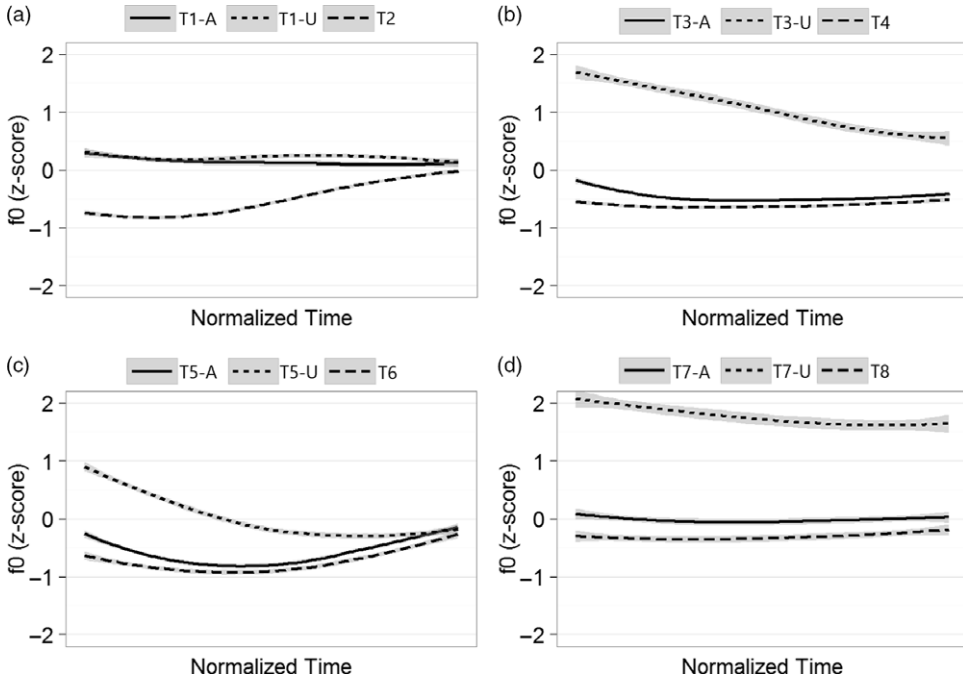 (a)
T1-A T1-U T2
f0 (z-score)
2
1
0
−1
−2
Normalized Time
(b)
T3-A T3-U T4
f0 (z-score)
2
1
0
−1
−2
Normalized Time
(c)
T5-A T5-U T6
f0 (z-score)
2
1
0
−1
−2
Normalized Time
(d)
T7-A T7-U T8
f0 (z-score)
2
1
0
−1
−2
Normalized Time